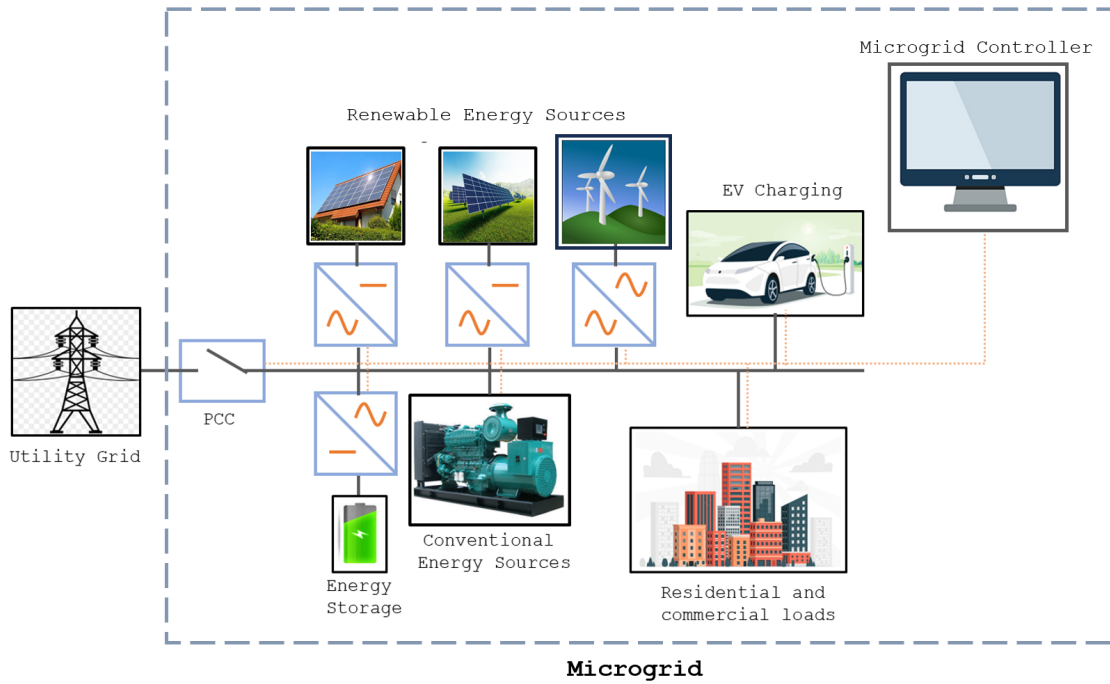 Microgrid Controller
Renewable Energy Sources
-
EV Charging
PCC
Utility Grid
Conventional
Energy Sources
Energy
Storage
Residential and
commercial loads
Microgrid